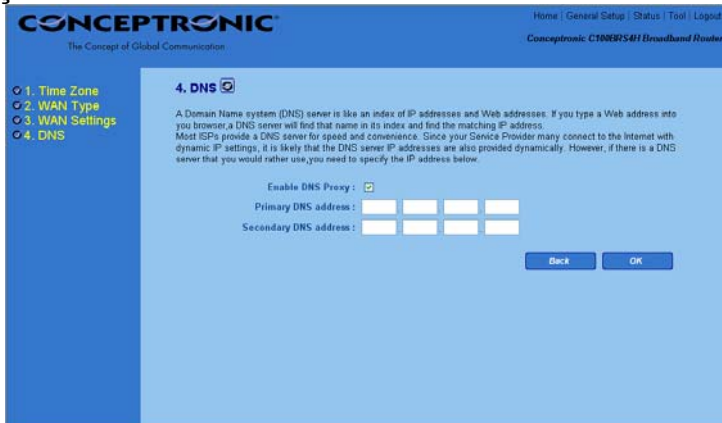 CONCEPTRONIC
The Concept of Global Communication
Home | General Setup | Status | Tool | Logout
Conceptronic C100BRS4H Broadband Router
1. Time Zone
2. WAN Type
3. WAN Settings
4. DNS
4. DNS
A Domain Name system (DNS) server is like an index of IP addresses and Web addresses. If you type a Web address into
you browser,a DNS server will find that name in its index and find the matching IP address.
Most ISPs provide a DNS server for speed and convenience. Since your Service Provider many connect to the Internet with
dynamic IP settings, it is likely that the DNS server IP addresses are also provided dynamically. However, if there is a DNS
server that you would rather use,you need to specify the IP address below.
Enable DNS Proxy :
Primary DNS address :
Secondary DNS address :
Back
OK